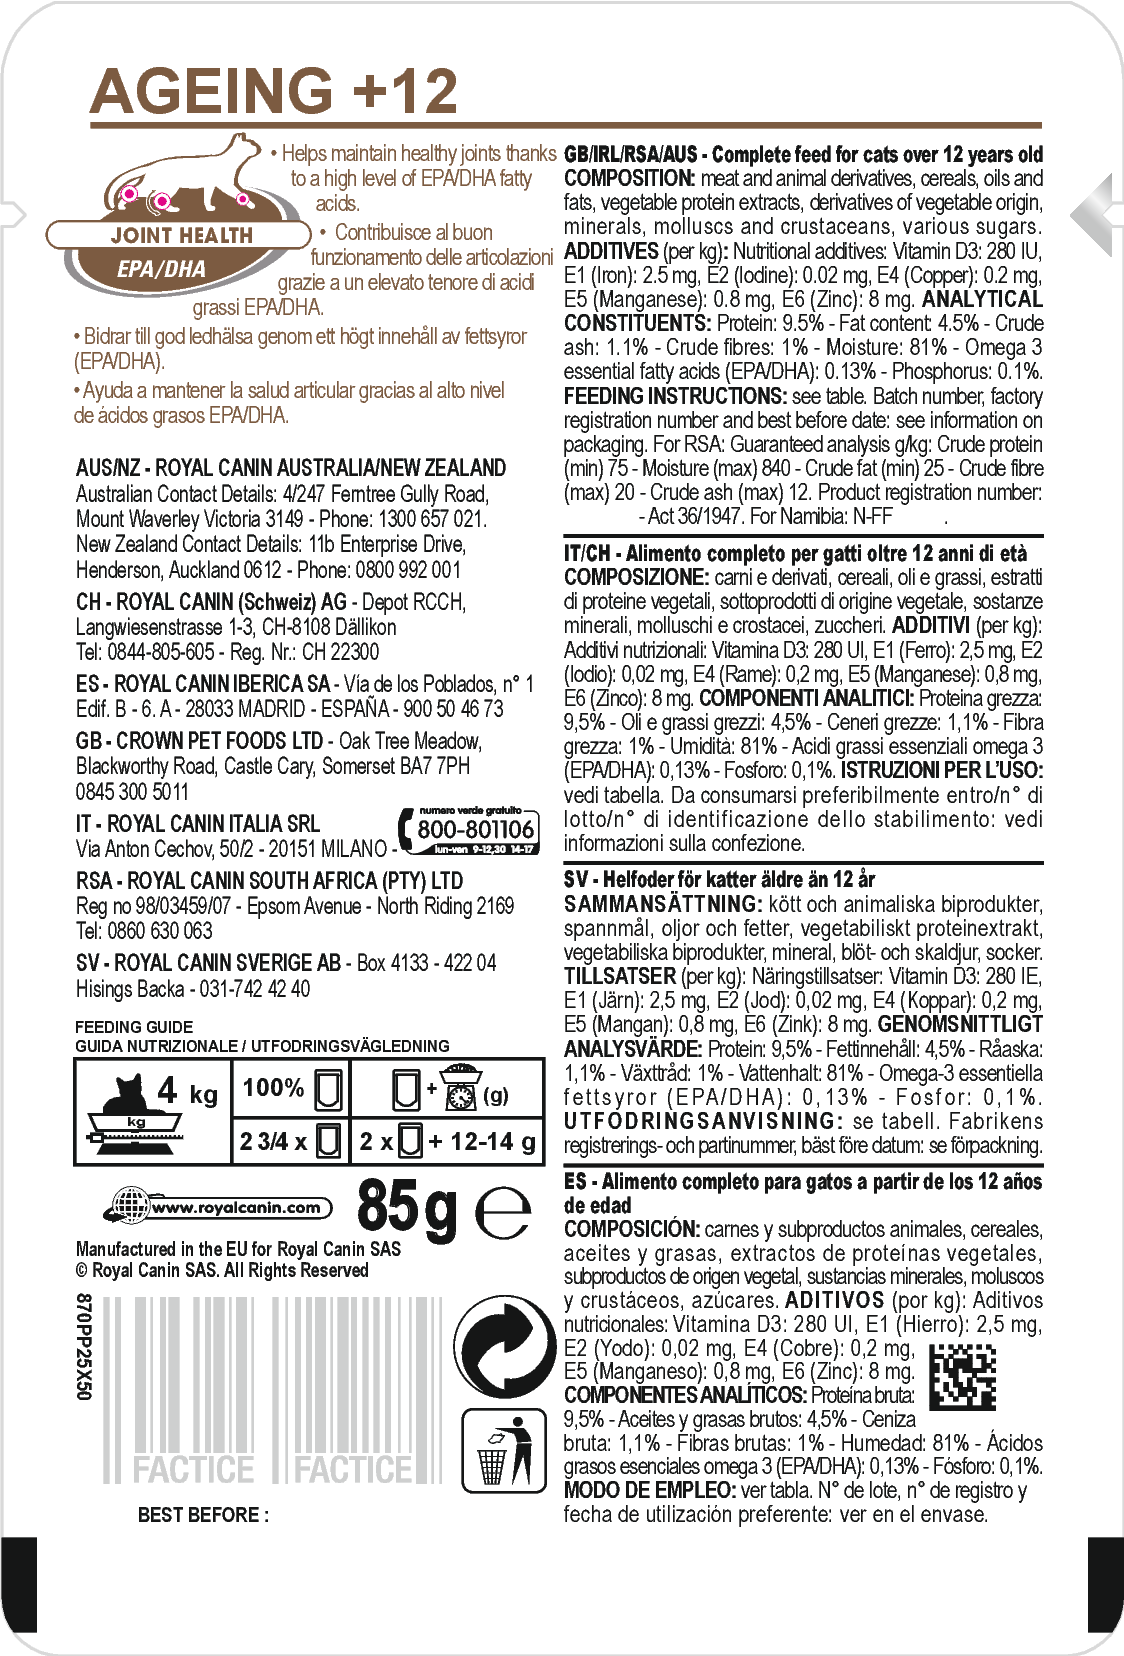 AGEING +12
• Helps maintain healthy joints thanks
to a high level of EPA/DHA fatty
acids.
JOINT HEALTH
EPA/DHA
• Contribuisce al buon
funzionamento delle articolazioni
grazie a un elevato tenore di acidi
grassi EPA/DHA.
• Bidrar till god ledhälsa genom ett högt innehåll av fettsyror
(EPA/DHA).
• Ayuda a mantener la salud articular gracias al alto nivel
de ácidos grasos EPA/DHA.
AUS/NZ - ROYAL CANIN AUSTRALIA/NEW ZEALAND
Australian Contact Details: 4/247 Ferntree Gully Road,
Mount Waverley Victoria 3149 - Phone: 1300 657 021.
New Zealand Contact Details: 11b Enterprise Drive,
Henderson, Auckland 0612 - Phone: 0800 992 001
CH - ROYAL CANIN (Schweiz) AG - Depot RCCH,
Langwiesenstrasse 1-3, CH-8108 Dällikon
Tel: 0844-805-605 - Reg. Nr.: CH 22300
ES - ROYAL CANIN IBERICA SA - Vía de los Poblados, n° 1
Edif. B - 6. A - 28033 MADRID - ESPAÑA - 900 50 46 73
GB - CROWN PET FOODS LTD - Oak Tree Meadow,
Blackworthy Road, Castle Cary, Somerset BA7 7PH
0845 300 5011
IT - ROYAL CANIN ITALIA SRL
Via Anton Cechov, 50/2 - 20151 MILANO -
numero verde gratuito
800-801106
lun-ven 9-12,30 14-17
RSA - ROYAL CANIN SOUTH AFRICA (PTY) LTD
Reg no 98/03459/07 - Epsom Avenue - North Riding 2169
Tel: 0860 630 063
SV - ROYAL CANIN SVERIGE AB - Box 4133 - 422 04
Hisings Backa - 031-742 42 40
FEEDING GUIDE
GUIDA NUTRIZIONALE / UTFODRINGSVÄGLEDNING
4 kg
kg
100%
+ (g)
2 3/4 x
2 x + 12-14 g
www.royalcanin.com
85g e
Manufactured in the EU for Royal Canin SAS
© Royal Canin SAS. All Rights Reserved
870PP25X50
FACTICE FACTICE
BEST BEFORE :
GB/IRL/RSA/AUS - Complete feed for cats over 12 years old
COMPOSITION: meat and animal derivatives, cereals, oils and
fats, vegetable protein extracts, derivatives of vegetable origin,
minerals, molluscs and crustaceans, various sugars.
ADDITIVES (per kg): Nutritional additives: Vitamin D3: 280 IU,
E1 (Iron): 2.5 mg, E2 (Iodine): 0.02 mg, E4 (Copper): 0.2 mg,
E5 (Manganese): 0.8 mg, E6 (Zinc): 8 mg. ANALYTICAL
CONSTITUENTS: Protein: 9.5% - Fat content: 4.5% - Crude
ash: 1.1% - Crude fibres: 1% - Moisture: 81% - Omega 3
essential fatty acids (EPA/DHA): 0.13% - Phosphorus: 0.1%.
FEEDING INSTRUCTIONS: see table. Batch number, factory
registration number and best before date: see information on
packaging. For RSA: Guaranteed analysis g/kg: Crude protein
(min) 75 - Moisture (max) 840 - Crude fat (min) 25 - Crude fibre
(max) 20 - Crude ash (max) 12. Product registration number:
- Act 36/1947. For Namibia: N-FF .
IT/CH - Alimento completo per gatti oltre 12 anni di età
COMPOSIZIONE: carni e derivati, cereali, oli e grassi, estratti
di proteine vegetali, sottoprodotti di origine vegetale, sostanze
minerali, molluschi e crostacei, zuccheri. ADDITIVI (per kg):
Additivi nutrizionali: Vitamina D3: 280 UI, E1 (Ferro): 2,5 mg, E2
(Iodio): 0,02 mg, E4 (Rame): 0,2 mg, E5 (Manganese): 0,8 mg,
E6 (Zinco): 8 mg. COMPONENTI ANALITICI: Proteina grezza:
9,5% - Oli e grassi grezzi: 4,5% - Ceneri grezze: 1,1% - Fibra
grezza: 1% - Umidità: 81% - Acidi grassi essenziali omega 3
(EPA/DHA): 0,13% - Fosforo: 0,1%. ISTRUZIONI PER L'USO:
vedi tabella. Da consumarsi preferibilmente entro/n° di
lotto/n° di identificazione dello stabilimento: vedi
informazioni sulla confezione.
SV - Helfoder för katter äldre än 12 år
SAMMANSÄTTNING: kött och animaliska biprodukter,
spannmål, oljor och fetter, vegetabiliskt proteinextrakt,
vegetabiliska biprodukter, mineral, blöt- och skaldjur, socker.
TILLSATSER (per kg): Näringstillsatser: Vitamin D3: 280 IE,
E1 (Järn): 2,5 mg, E2 (Jod): 0,02 mg, E4 (Koppar): 0,2 mg,
E5 (Mangan): 0,8 mg, E6 (Zink): 8 mg. GENOMSNITTLIGT
ANALYSVÄRDE: Protein: 9,5% - Fettinnehåll: 4,5% - Råaska:
1,1% - Växttråd: 1% - Vattenhalt: 81% - Omega-3 essentiella
fettsyror (EPA/DHA): 0,13% - Fosfor: 0,1%.
UTFODRINGSANVISNING: se tabell. Fabrikens
registrerings- och partinummer, bäst före datum: se förpackning.
ES - Alimento completo para gatos a partir de los 12 años
de edad
COMPOSICIÓN: carnes y subproductos animales, cereales,
aceites y grasas, extractos de proteínas vegetales,
subproductos de origen vegetal, sustancias minerales, moluscos
y crustáceos, azúcares. ADITIVOS (por kg): Aditivos
nutricionales: Vitamina D3: 280 UI, E1 (Hierro): 2,5 mg,
E2 (Yodo): 0,02 mg, E4 (Cobre): 0,2 mg,
E5 (Manganeso): 0,8 mg, E6 (Zinc): 8 mg.
COMPONENTES ANALÍTICOS: Proteína bruta:
9,5% - Aceites y grasas brutos: 4,5% - Ceniza
bruta: 1,1% - Fibras brutas: 1% - Humedad: 81% - Ácidos
grasos esenciales omega 3 (EPA/DHA): 0,13% - Fósforo: 0,1%.
MODO DE EMPLEO: ver tabla. N° de lote, n° de registro y
fecha de utilización preferente: ver en el envase.